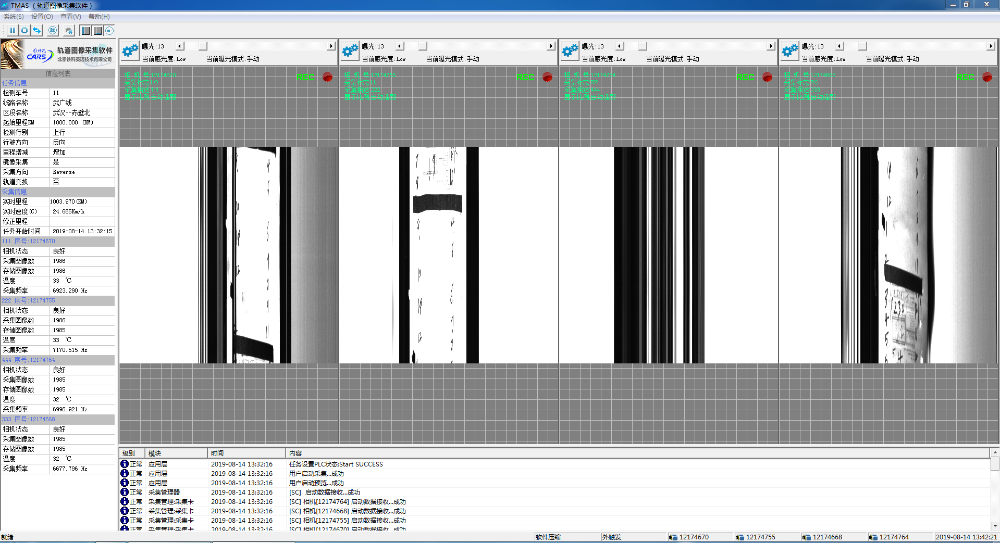 TMAS （ 轨道图像采集软件 ）
系统(S) 设置(O) 查看(V) 帮助(H)
CARS 轨道图像采集软件
北京铁科英迈技术有限公司
信息列表
任务信息
检测车号 11
线路名称 武广线
区段名称 武汉--赤壁北
起始里程KM 1000.000 (KM)
检测行别 上行
行驶方向 反向
里程增减 增加
镜像采集 是
采集方向 Reverse
轨道交换 否
采集信息
实时里程 1003.970(KM)
实时速度(C) 24.665Km/h
修正里程
任务开始时间 2019-08-14 13:32:15
111 序号:12174670
相机状态 良好
采集图像数 1986
存储图像数 1986
温度 33 ℃
采集频率 6923.290 Hz
222 序号:12174755
相机状态 良好
采集图像数 1986
存储图像数 1985
温度 33 ℃
采集频率 7170.515 Hz
444 序号:12174764
相机状态 良好
采集图像数 1985
存储图像数 1985
温度 32 ℃
采集频率 6996.921 Hz
333 序号:12174668
相机状态 良好
采集图像数 1985
存储图像数 1985
温度 32 ℃
采集频率 6677.796 Hz
曝光:13
当前感光度:Low 当前曝光模式:手动
相 机 号:12174670 REC
采集标志:LO
采集描述:111
显示比例:自动适配
曝光:13
当前感光度:Low 当前曝光模式:手动
相 机 号:12174755 REC
采集标志:LL
采集描述:222
显示比例:自动适配
曝光:13
当前感光度:Low 当前曝光模式:手动
相 机 号:12174764 REC
采集标志:RR
采集描述:444
显示比例:自动适配
曝光:13
当前感光度:Low 当前曝光模式:手动
相 机 号:12174668 REC
采集标志:RO
采集描述:333
显示比例:自动适配
12
2
3
1230
4
5
54
级别 模块 时间 内容
正常 应用层 2019-08-14 13:32:16 任务设置PLC状态:Start SUCCESS
正常 应用层 2019-08-14 13:32:16 用户启动采集...成功
正常 应用层 2019-08-14 13:32:16 用户启动预览...成功
正常 采集管理器 2019-08-14 13:32:16 [SC] 启动数据接收...成功
正常 采集管理:采集卡 2019-08-14 13:32:16 [SC] 相机[12174764] 启动数据接收...成功
正常 采集管理:采集卡 2019-08-14 13:32:16 [SC] 相机[12174668] 启动数据接收...成功
正常 采集管理:采集卡 2019-08-14 13:32:16 [SC] 相机[12174755] 启动数据接收...成功
正常 采集管理:采集卡 2019-08-14 13:32:16 [SC] 相机[12174670] 启动数据接收...成功
就绪 软件压缩 外触发 12174670 12174755 12174668 12174764 2019-08-14 13:42:21